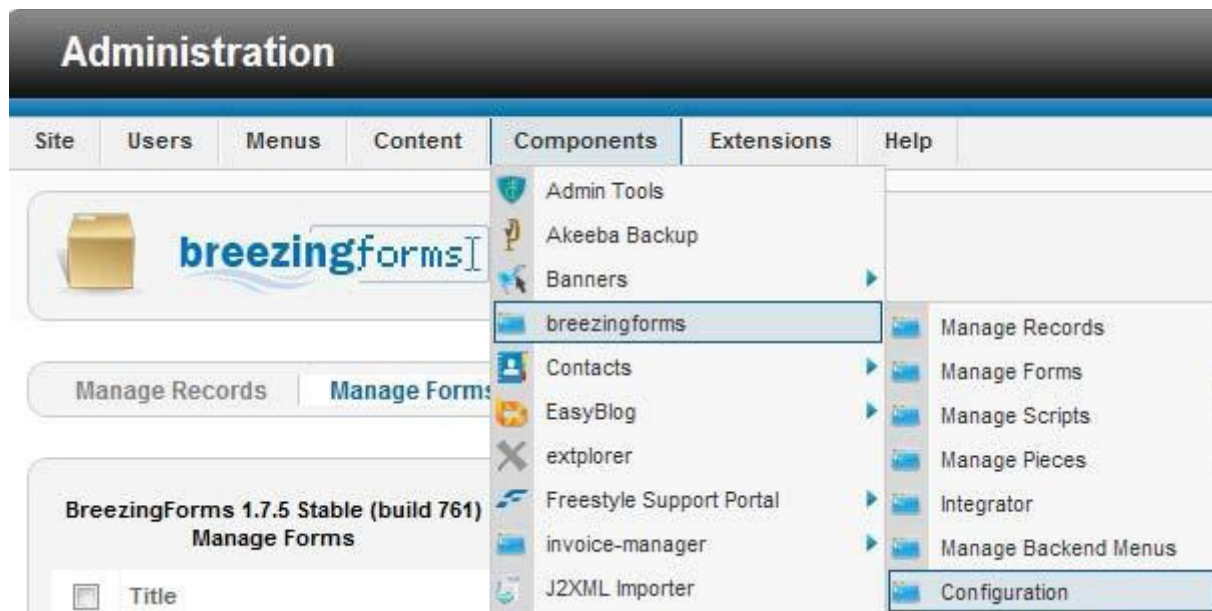 Administration
Site Users Menus Content Components Extensions Help
Admin Tools
Akeeba Backup
breezingforms
Banners
breezingforms
Manage Records
Contacts
Manage Forms
Manage Records Manage Forms
EasyBlog
Manage Scripts
extplorer
Manage Pieces
BreezingForms 1.7.5 Stable (build 761)
Manage Forms
Freestyle Support Portal
Integrator
invoice-manager
Manage Backend Menus
Title
J2XML Importer
Configuration